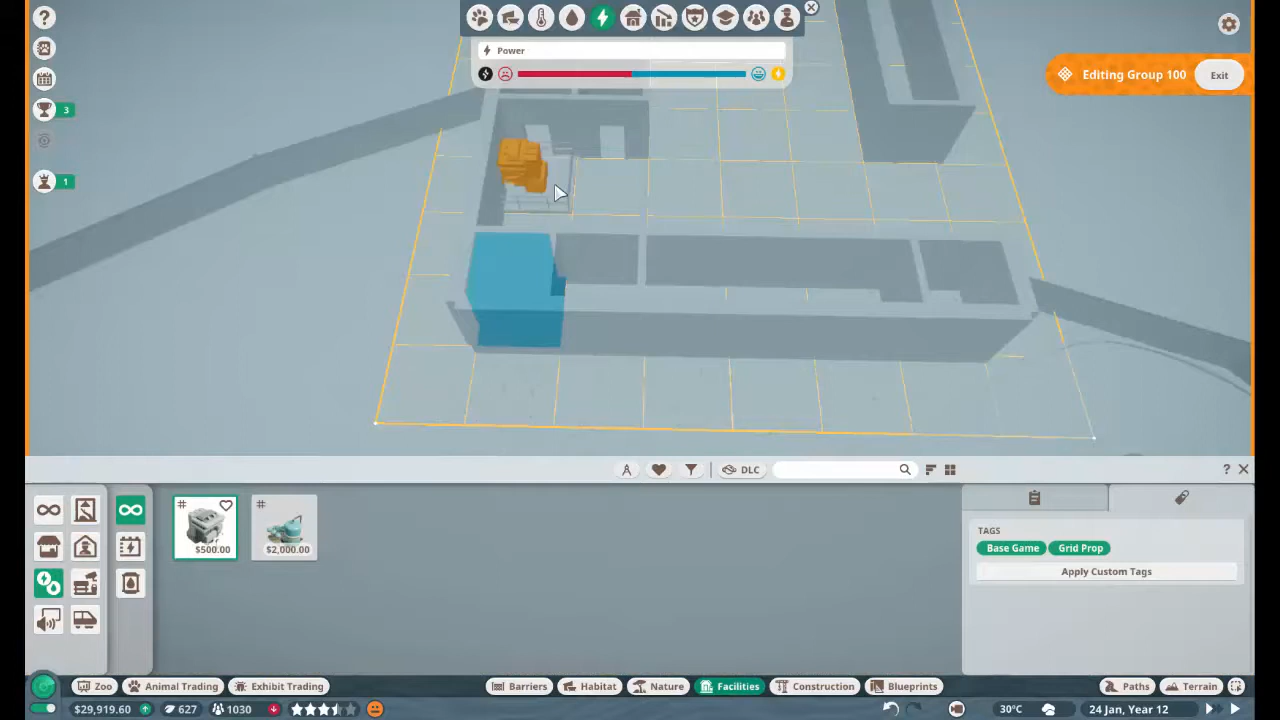 ?
Power
Editing Group 100
Exit
3
1
DLC
?
$500.00
$2,000.00
TAGS
Base Game
Grid Prop
Apply Custom Tags
Zoo
Animal Trading
Exhibit Trading
Barriers
Habitat
Nature
Facilities
Construction
Blueprints
Paths
Terrain
$29,919.60
627
1030
30°C
24 Jan, Year 12